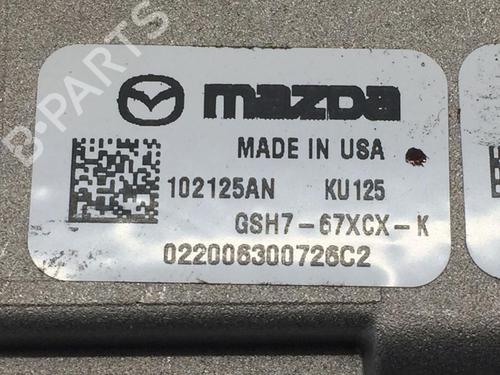 B-PARTS
mazda
MADE IN USA
102125AN KU125
GSH7-67XCX-K
022006300726C2